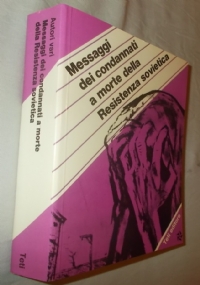 Autori vari
Messaggi dei condannati a morte
della Resistenza sovietica
Teti
Messaggi
dei condannati
a morte della
Resistenza sovietica